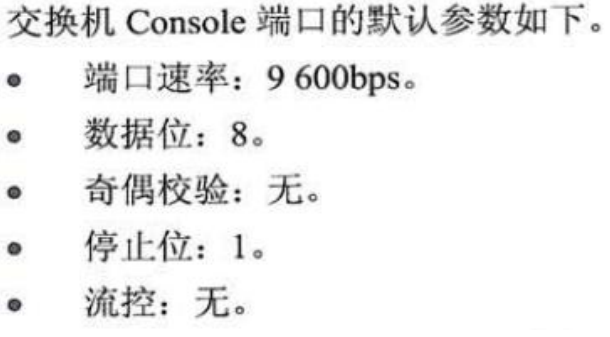 交换机 Console 端口的默认参数如下。
● 端口速率：9 600bps。
● 数据位：8。
● 奇偶校验：无。
● 停止位：1。
● 流控：无。